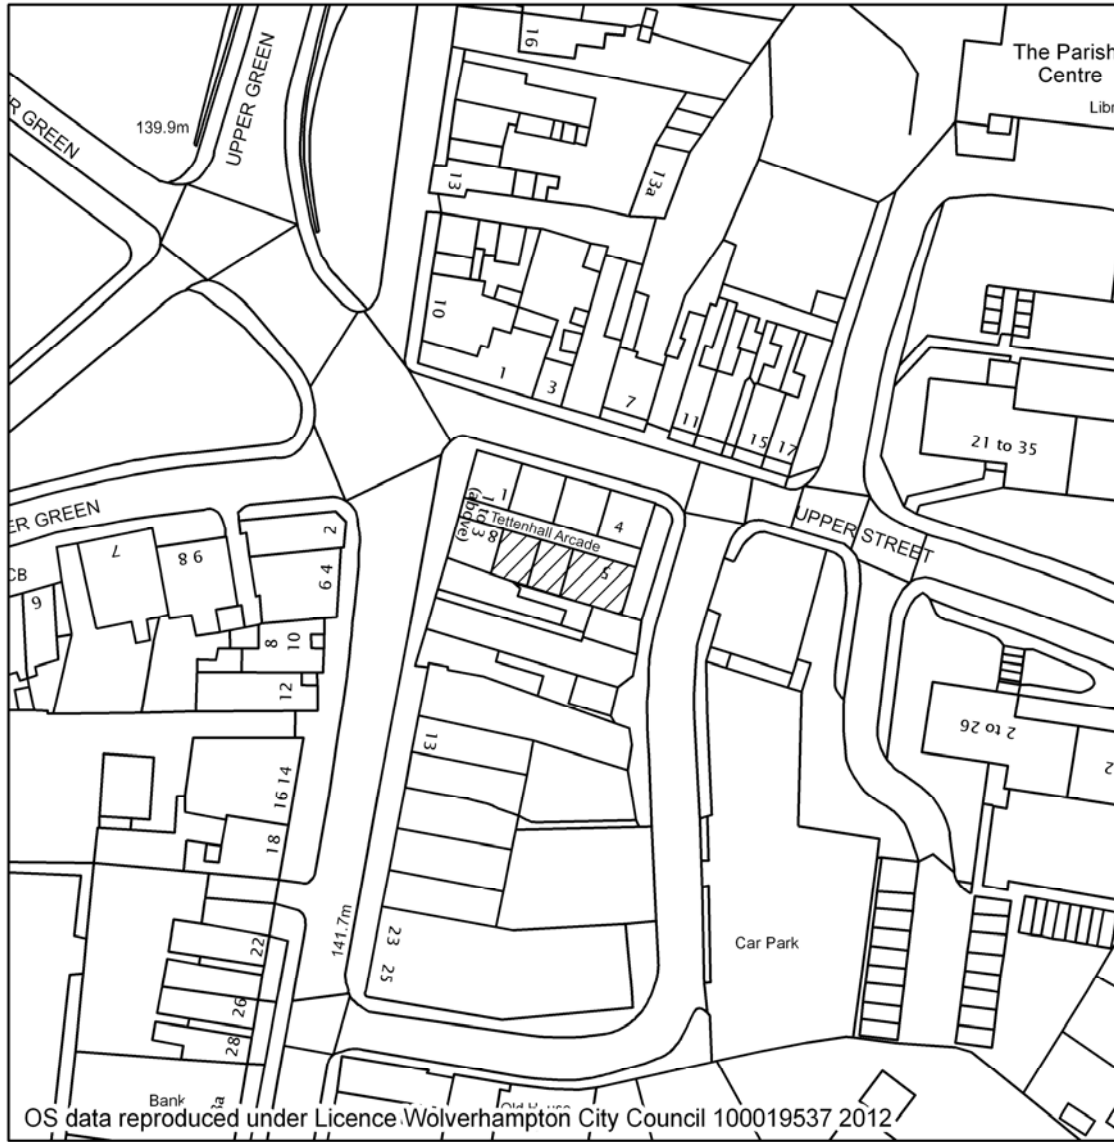 16
The Parish
Centre
139.9m
UPPER GREEN
13
13a
10
1
3
7
11
15
17
21 to 35
1
1 to 3
(above)
8
Tettenhall Arcade
4
5
UPPER STREET
2
7
9 8
6 4
CB
6
8
10
12
2 to 26
2
13
16 14
18
141.7m
22
23
25
Car Park
26
28
Bank
OS data reproduced under Licence Wolverhampton City Council 100019537 2012